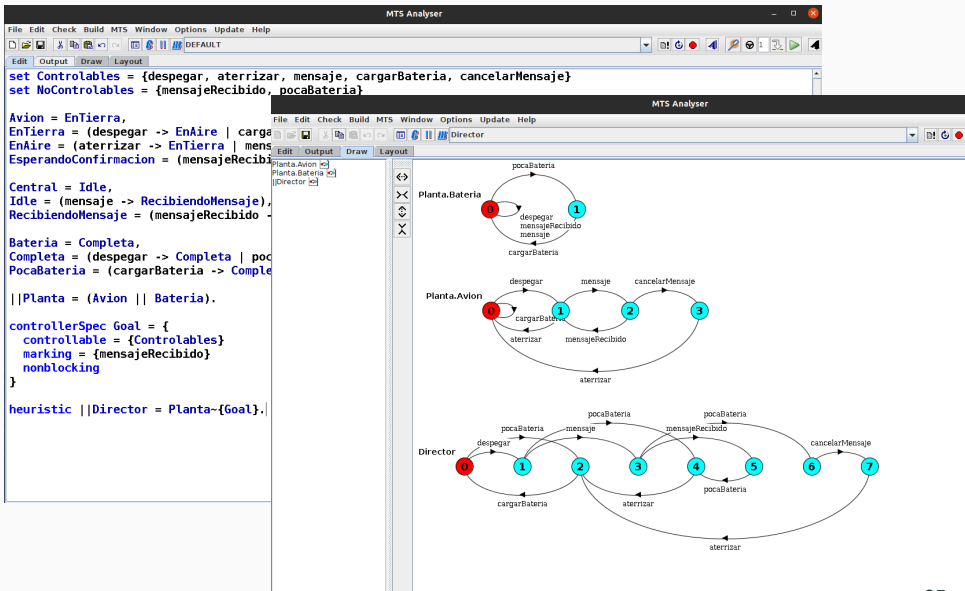 MTS Analyser
File Edit Check Build MTS Window Options Update Help
DEFAULT
1
Edit Output Draw Layout
set Controlables = {despegar, aterrizar, mensaje, cargarBateria, cancelarMensaje}
set NoControlables = {mensajeRecibido, pocaBateria}
Avion = EnTierra,
EnTierra = (despegar -> EnAire | carga
EnAire = (aterrizar -> EnTierra | mens
EsperandoConfirmacion = (mensajeRecibi
Central = Idle,
Idle = (mensaje -> RecibiendoMensaje),
RecibiendoMensaje = (mensajeRecibido -
Bateria = Completa,
Completa = (despegar -> Completa | poc
PocaBateria = (cargarBateria -> Comple
||Planta = (Avion || Bateria).
controllerSpec Goal = {
controllable = {Controlables}
marking = {mensajeRecibido}
nonblocking
}
heuristic ||Director = Planta~{Goal}.
MTS Analyser
File Edit Check Build MTS Window Options Update Help
Director
Edit Output Draw Layout
Planta.Avion
Planta.Bateria
||Director
pocaBateria
Planta.Bateria
0 1
despegar
mensajeRecibido
mensaje
cargarBateria
despegar mensaje cancelarMensaje
Planta.Avion
0 1 2 3
cargarBateria
aterrizar mensajeRecibido
aterrizar
pocaBateria pocaBateria
pocaBateria mensaje mensajeRecibido
despegar cancelarMensaje
Director
0 1 2 3 4 5 6 7
pocaBateria
cargarBateria aterrizar
aterrizar